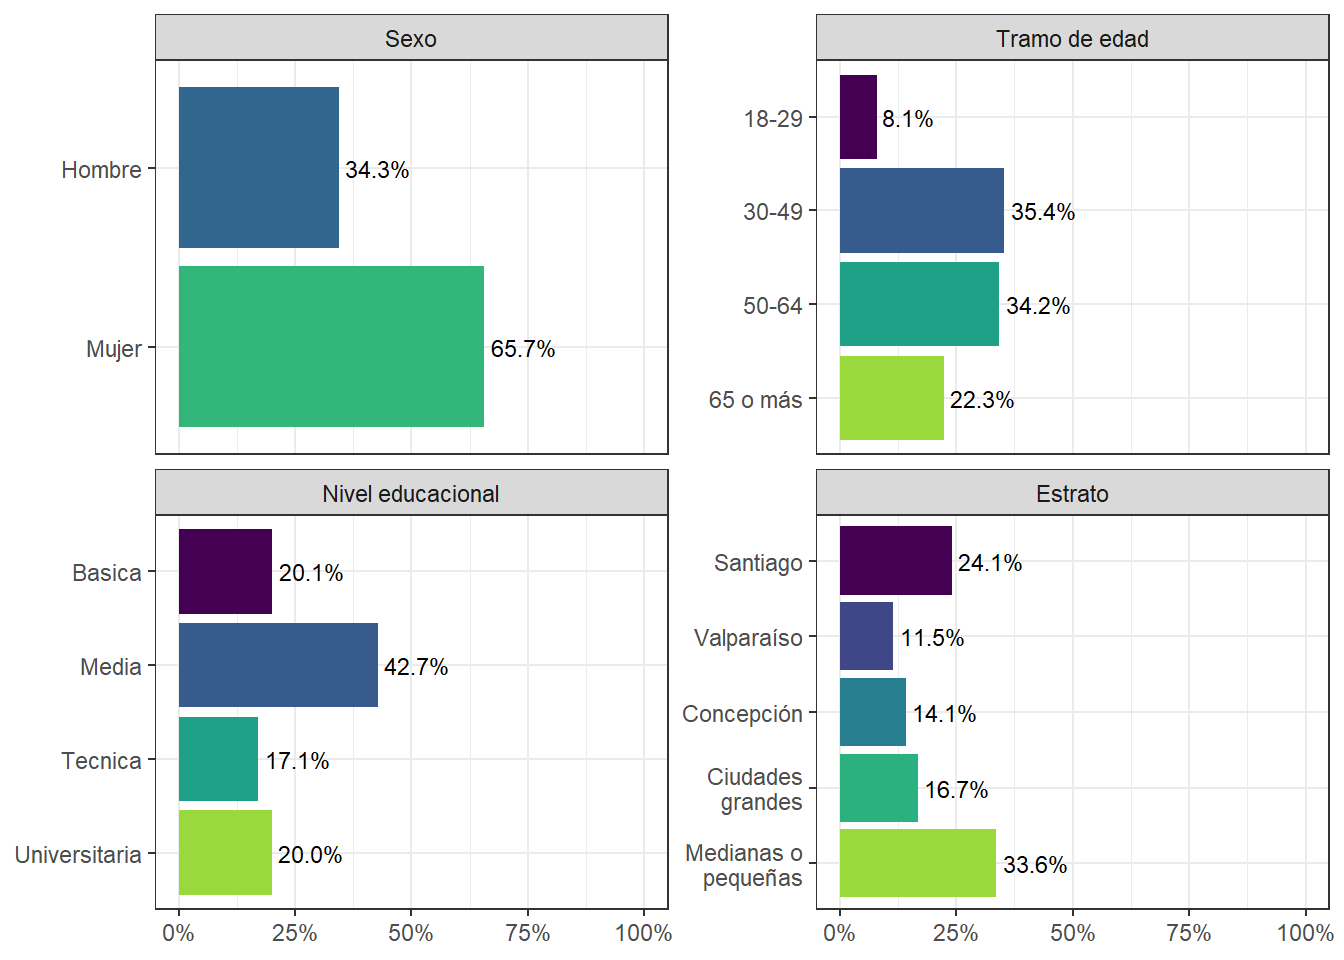 Sexo
Hombre
34.3%
Mujer
65.7%
Tramo de edad
18-29
8.1%
30-49
35.4%
50-64
34.2%
65 o más
22.3%
Nivel educacional
Basica
20.1%
Media
42.7%
Tecnica
17.1%
Universitaria
20.0%
0% 25% 50% 75% 100%
Estrato
Santiago
24.1%
Valparaíso
11.5%
Concepción
14.1%
Ciudades
grandes
16.7%
Medianas o
pequeñas
33.6%
0% 25% 50% 75% 100%